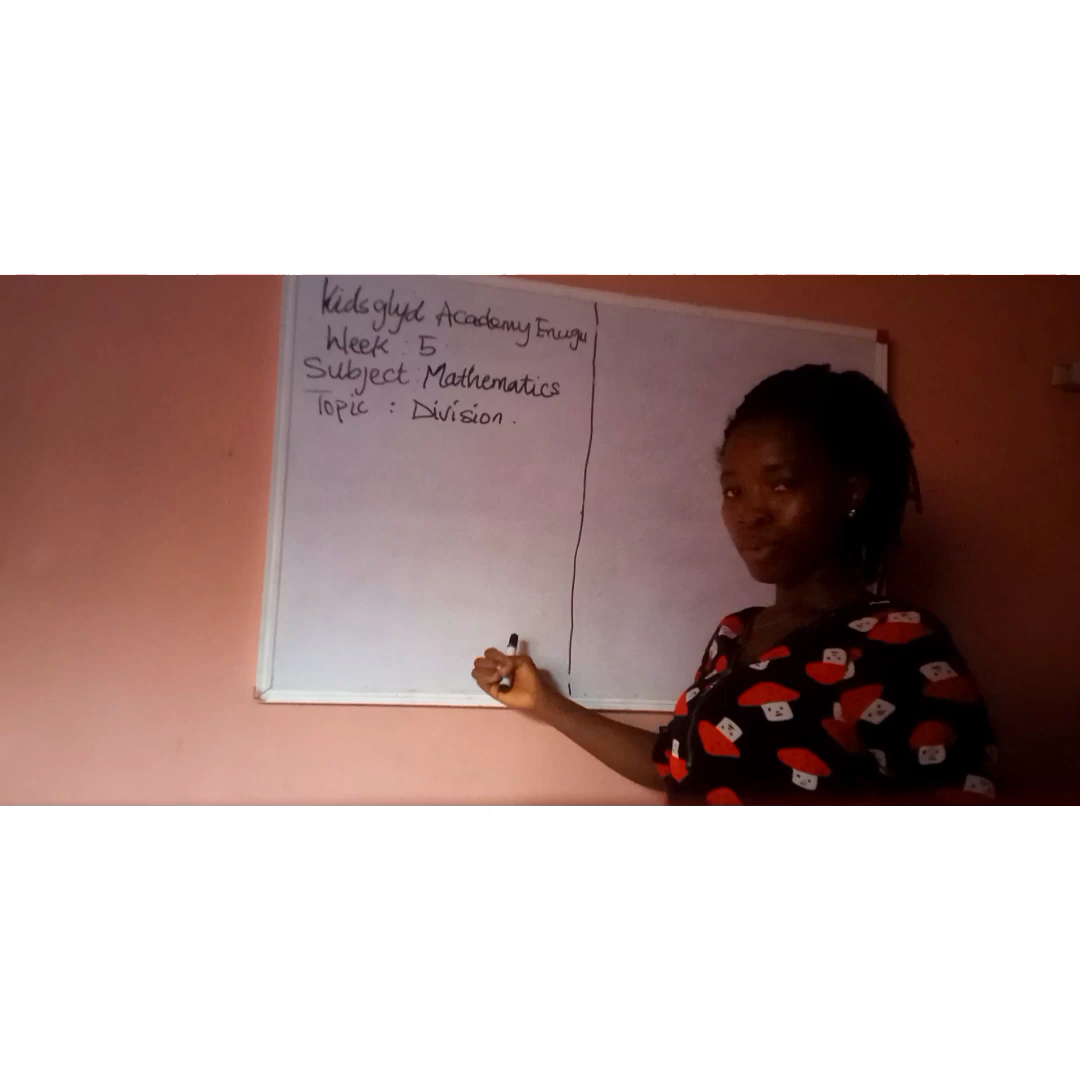 Kidsglyd Academy Enugu
Week : 5
Subject : Mathematics
Topic : Division.